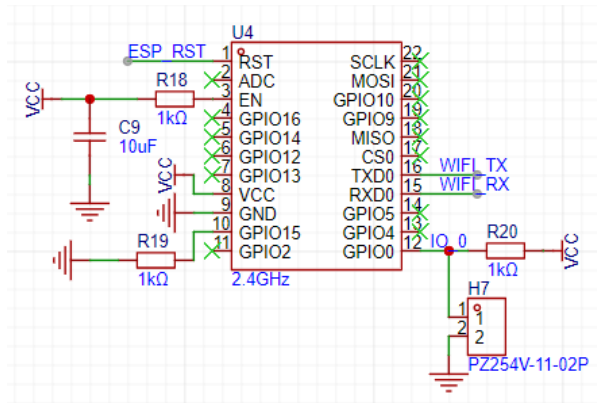 U4
ESP_RST
1
RST
2
ADC
3
EN
4
GPIO16
5
GPIO14
6
GPIO12
7
GPIO13
8
VCC
9
GND
10
GPIO15
11
GPIO2
22
SCLK
21
MOSI
20
GPIO10
19
GPIO9
18
MISO
17
CS0
16
TXD0
15
RXD0
14
GPIO5
13
GPIO4
12
GPIO0
2.4GHz
VCC
R18
1kΩ
C9
10uF
VCC
R19
1kΩ
WIFI_TX
WIFI_RX
IO_0
R20
1kΩ
VCC
H7
1
1
2
2
PZ254V-11-02P